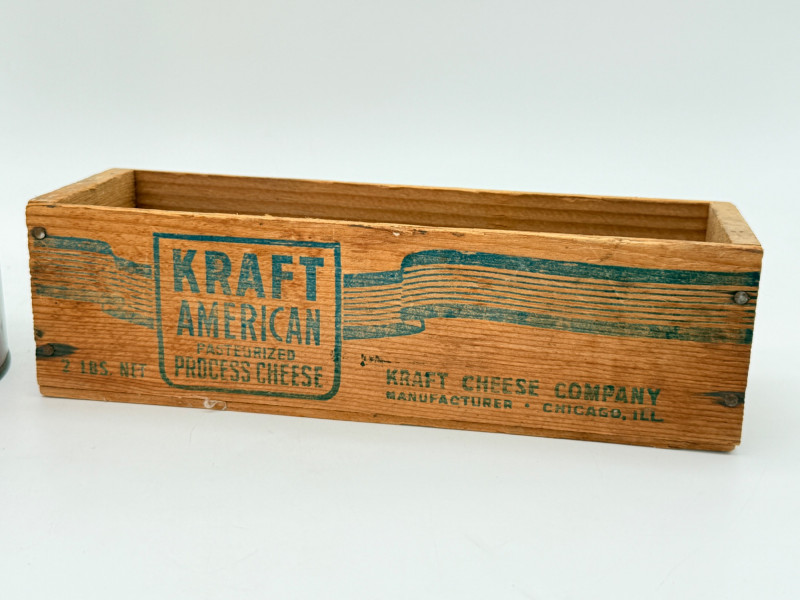 KRAFT
AMERICAN
PASTEURIZED
PROCESS CHEESE
2 LBS. NET
KRAFT CHEESE COMPANY
MANUFACTURER • CHICAGO, ILL.